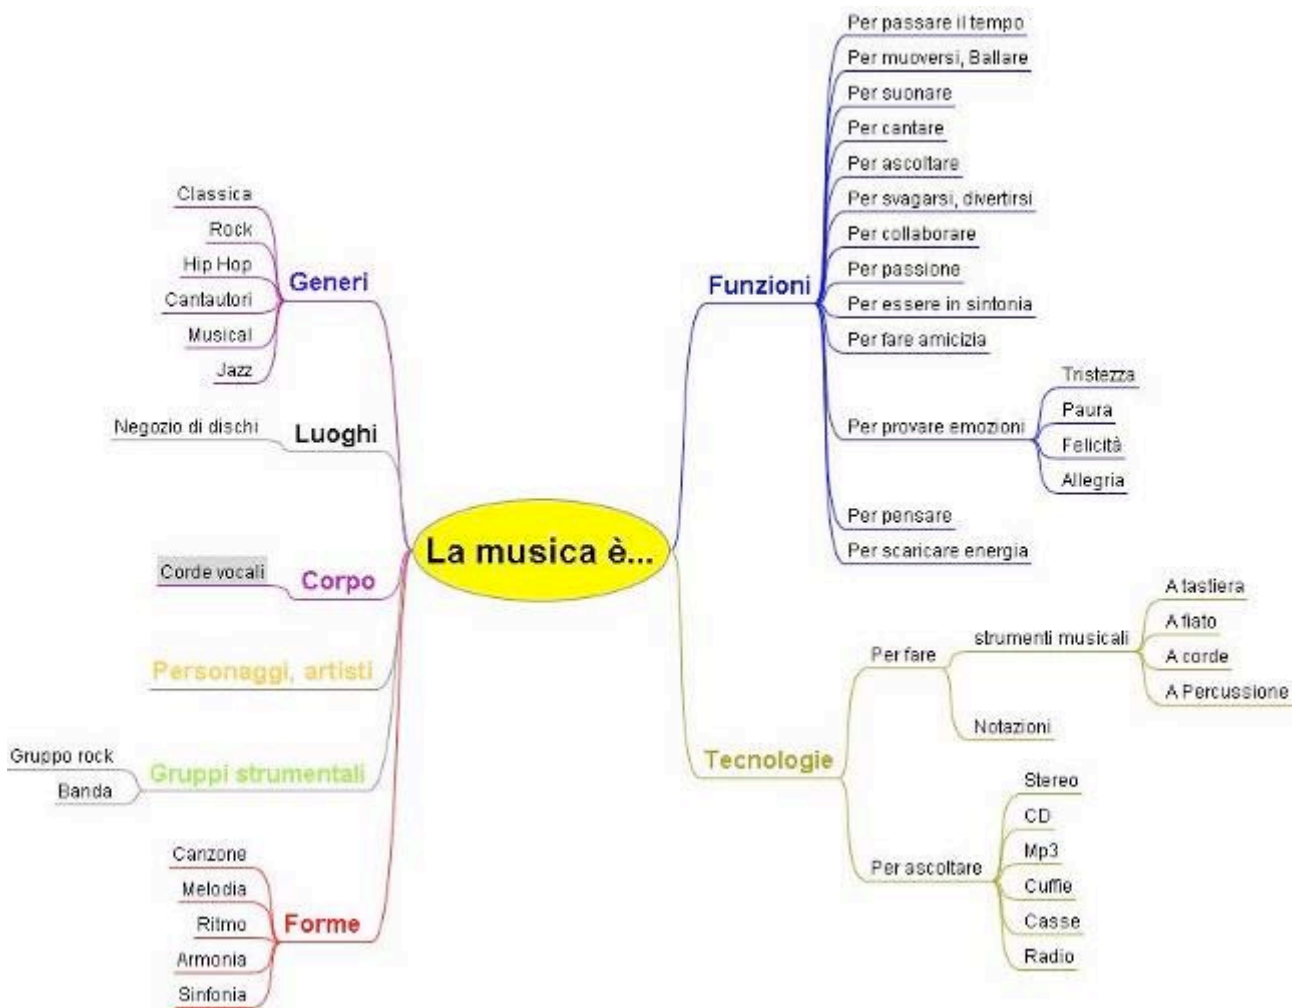 La musica è...
Generi
Classica
Rock
Hip Hop
Cantautori
Musical
Jazz
Luoghi
Negozio di dischi
Corpo
Corde vocali
Personaggi, artisti
Gruppi strumentali
Gruppo rock
Banda
Forme
Canzone
Melodia
Ritmo
Armonia
Sinfonia
Funzioni
Per passare il tempo
Per muoversi, Ballare
Per suonare
Per cantare
Per ascoltare
Per svagarsi, divertirsi
Per collaborare
Per passione
Per essere in sintonia
Per fare amicizia
Per provare emozioni
Tristezza
Paura
Felicità
Allegria
Per pensare
Per scaricare energia
Tecnologie
Per fare
strumenti musicali
A tastiera
A fiato
A corde
A Percussione
Notazioni
Per ascoltare
Stereo
CD
Mp3
Cuffie
Casse
Radio